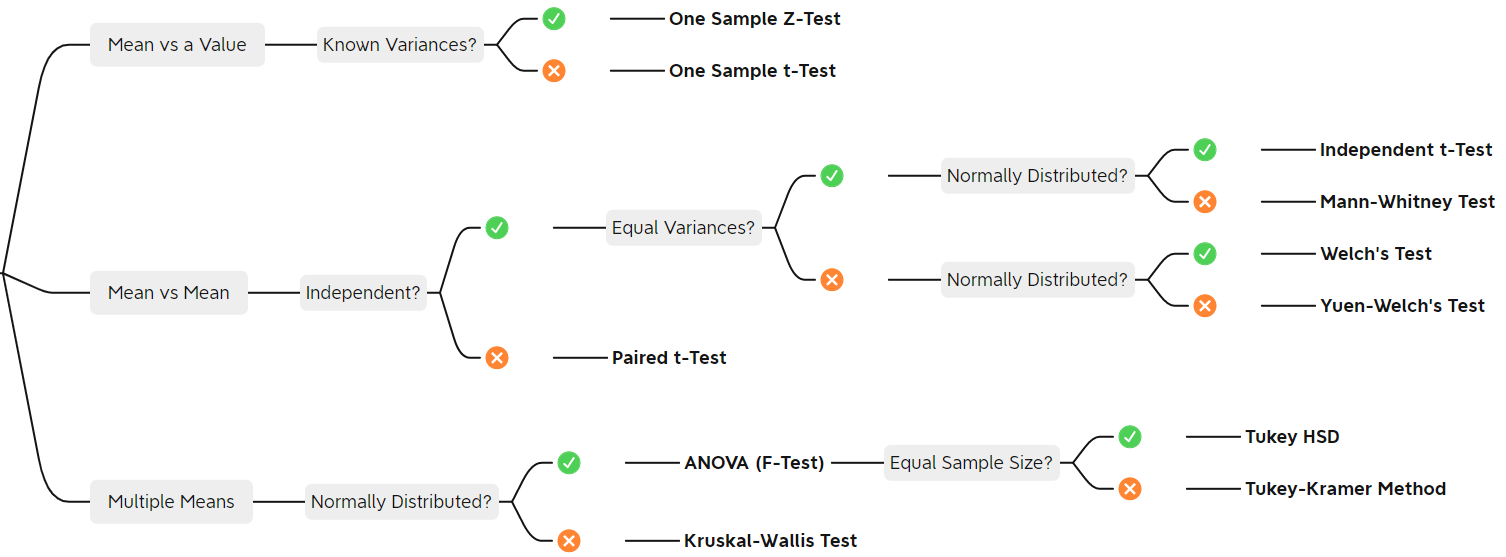 Mean vs a Value
Known Variances?
One Sample Z-Test
One Sample t-Test
Mean vs Mean
Independent?
Equal Variances?
Normally Distributed?
Independent t-Test
Mann-Whitney Test
Normally Distributed?
Welch's Test
Yuen-Welch's Test
Paired t-Test
Multiple Means
Normally Distributed?
ANOVA (F-Test)
Equal Sample Size?
Tukey HSD
Tukey-Kramer Method
Kruskal-Wallis Test